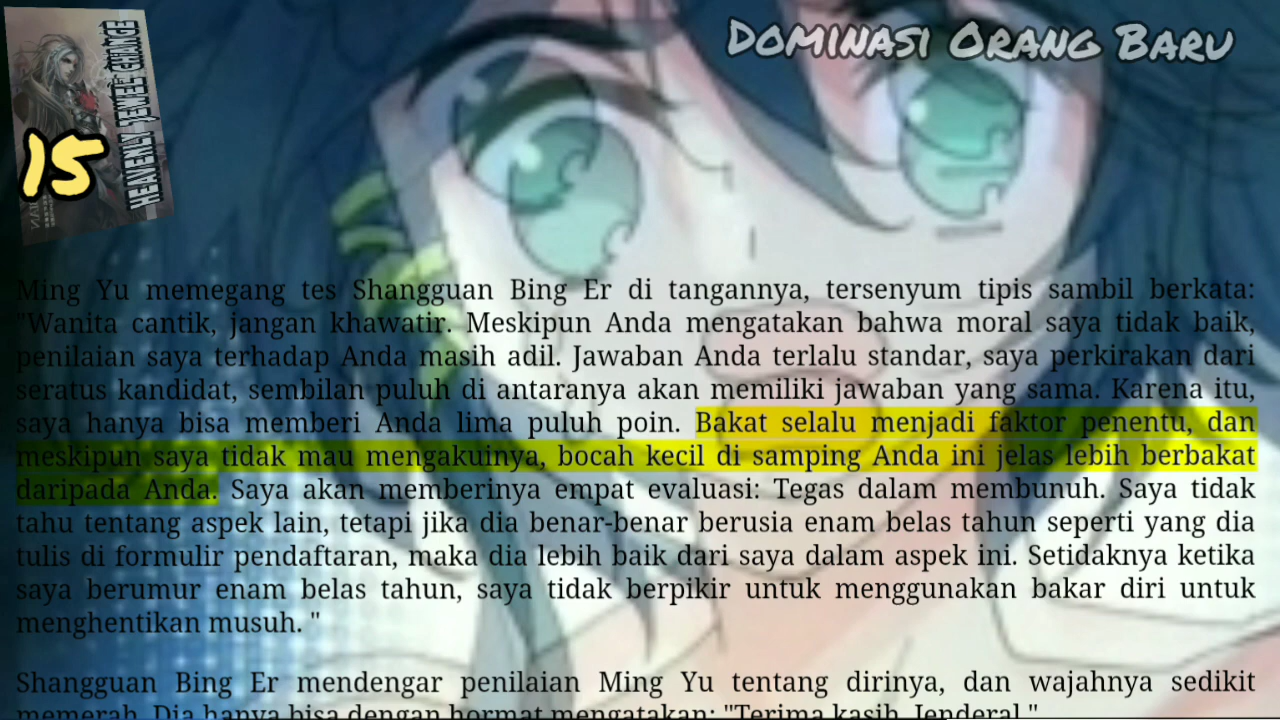 Dominasi Orang Baru
HEAVENLY JEWEL CHANGE
15
Ming Yu memegang tes Shangguan Bing Er di tangannya, tersenyum tipis sambil berkata:
"Wanita cantik, jangan khawatir. Meskipun Anda mengatakan bahwa moral saya tidak baik,
penilaian saya terhadap Anda masih adil. Jawaban Anda terlalu standar, saya perkirakan dari
seratus kandidat, sembilan puluh di antaranya akan memiliki jawaban yang sama. Karena itu,
saya hanya bisa memberi Anda lima puluh poin. Bakat selalu menjadi faktor penentu, dan
meskipun saya tidak mau mengakuinya, bocah kecil di samping Anda ini jelas lebih berbakat
daripada Anda. Saya akan memberinya empat evaluasi: Tegas dalam membunuh. Saya tidak
tahu tentang aspek lain, tetapi jika dia benar-benar berusia enam belas tahun seperti yang dia
tulis di formulir pendaftaran, maka dia lebih baik dari saya dalam aspek ini. Setidaknya ketika
saya berumur enam belas tahun, saya tidak berpikir untuk menggunakan bakar diri untuk
menghentikan musuh. "
Shangguan Bing Er mendengar penilaian Ming Yu tentang dirinya, dan wajahnya sedikit
memerah. Dia hanya bisa dengan hormat mengatakan: "Terima kasih, Jenderal."